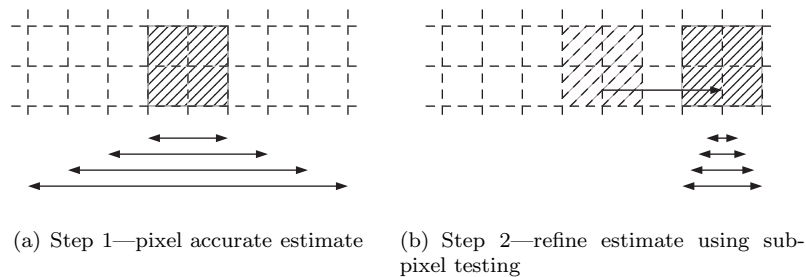 (a) Step 1—pixel accurate estimate
(b) Step 2—refine estimate using sub-
pixel testing